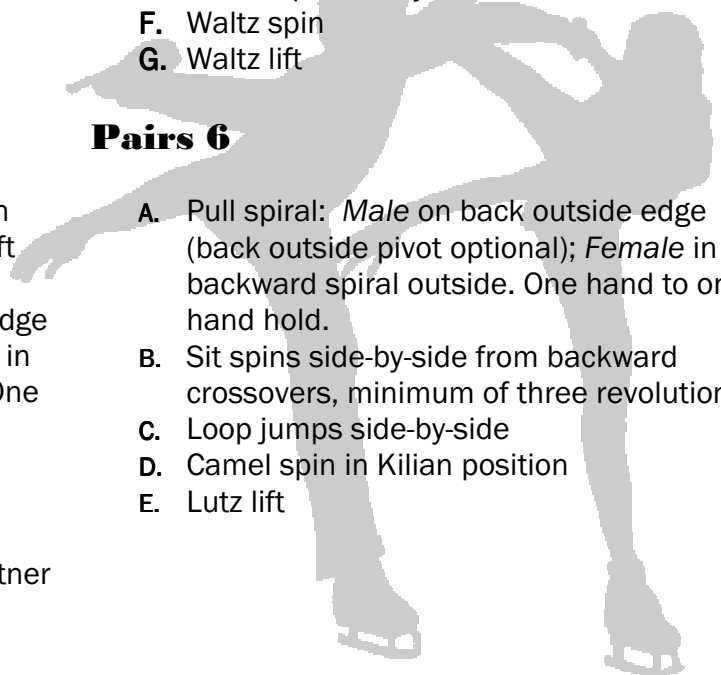 F. Waltz spin
G. Waltz lift
Pairs 6
A. Pull spiral: Male on back outside edge
(back outside pivot optional); Female in
backward spiral outside. One hand to
hand hold.
B. Sit spins side-by-side from backward
crossovers, minimum of three
C. Loop jumps side-by-side
D. Camel spin in Kilian position
E. Lutz lift
in